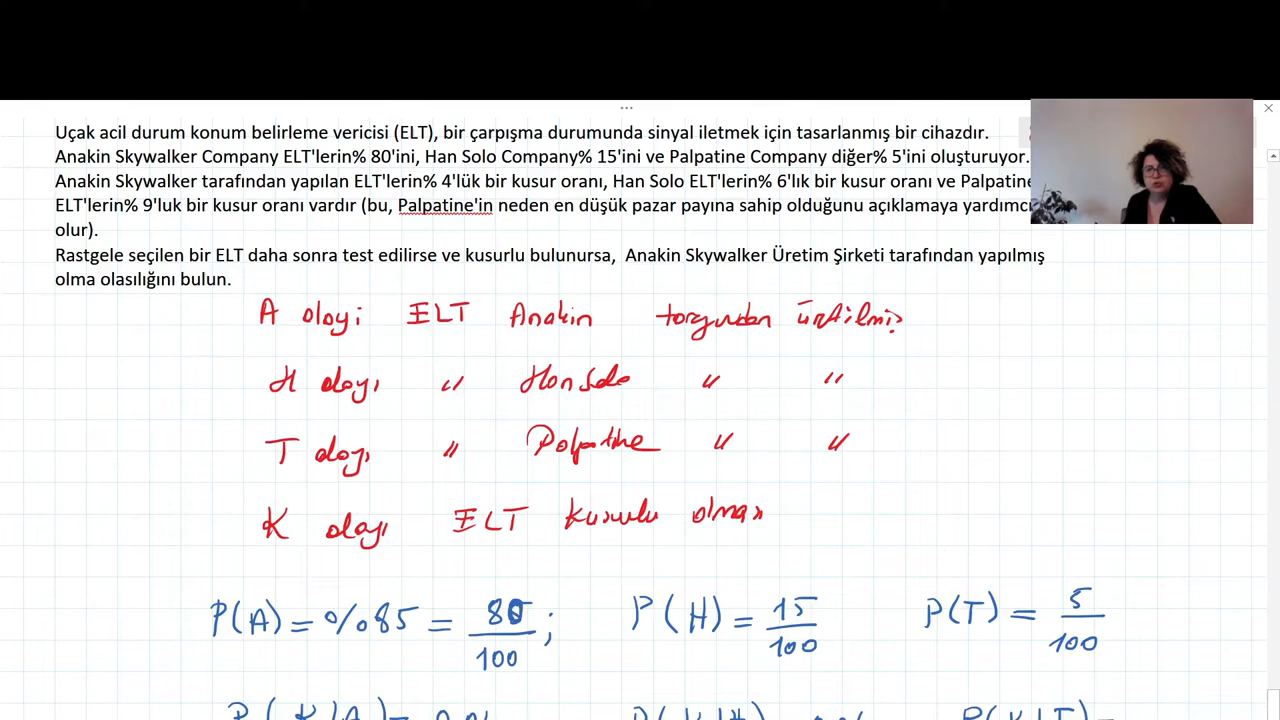 Uçak acil durum konum belirleme vericisi (ELT), bir çarpışma durumunda sinyal iletmek için tasarlanmış bir cihazdır.
Anakin Skywalker Company ELT'lerin% 80'ini, Han Solo Company% 15'ini ve Palpatine Company diğer% 5'ini oluşturuyor.
Anakin Skywalker tarafından yapılan ELT'lerin% 4'lük bir kusur oranı, Han Solo ELT'lerin% 6'lık bir kusur oranı ve Palpatine
ELT'lerin% 9'luk bir kusur oranı vardır (bu, Palpatine'in neden en düşük pazar payına sahip olduğunu açıklamaya yardımcı
olur).
Rastgele seçilen bir ELT daha sonra test edilirse ve kusurlu bulunursa, Anakin Skywalker Üretim Şirketi tarafından yapılmış
olma olasılığını bulun.
A olayi ELT Anakin tarafından üretilmiş
H olayı " Han Solo " "
T olayı " Palpatine " "
K olayı ELT kusurlu olması
P(A) = %85 = 80/100 ; P(H) = 15/100 P(T) = 5/100
P(K|A) = P(K|H) = P(K|T) =